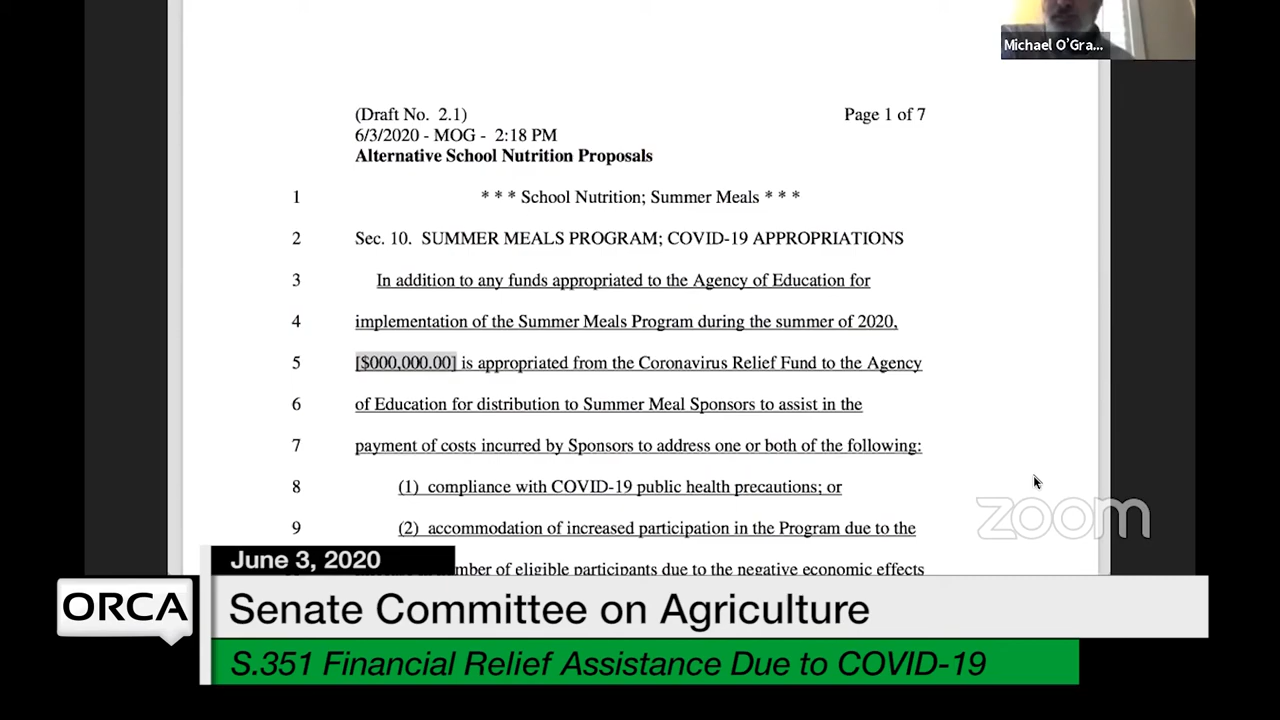 Michael O'Gra...
(Draft No. 2.1) Page 1 of 7
6/3/2020 - MOG - 2:18 PM
Alternative School Nutrition Proposals
1 * * * School Nutrition; Summer Meals * * *
2 Sec. 10. SUMMER MEALS PROGRAM; COVID-19 APPROPRIATIONS
3 In addition to any funds appropriated to the Agency of Education for
4 implementation of the Summer Meals Program during the summer of 2020,
5 [$000,000.00] is appropriated from the Coronavirus Relief Fund to the Agency
6 of Education for distribution to Summer Meal Sponsors to assist in the
7 payment of costs incurred by Sponsors to address one or both of the following:
8 (1) compliance with COVID-19 public health precautions; or
9 (2) accommodation of increased participation in the Program due to the
of eligible participants due to the negative economic effects
zoom
June 3, 2020
ORCA
Senate Committee on Agriculture
S.351 Financial Relief Assistance Due to COVID-19